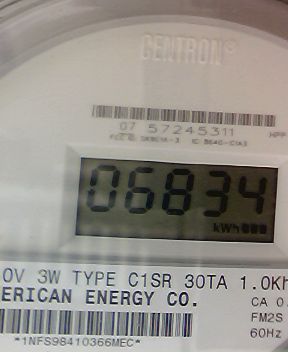 CENTRON®
07 57245311
06834
kWh
0V 3W TYPE C1SR 30TA 1.0Kh
ERICAN ENERGY CO.
CA 0.
FM2S
60Hz
*1NFS98410366MEC*